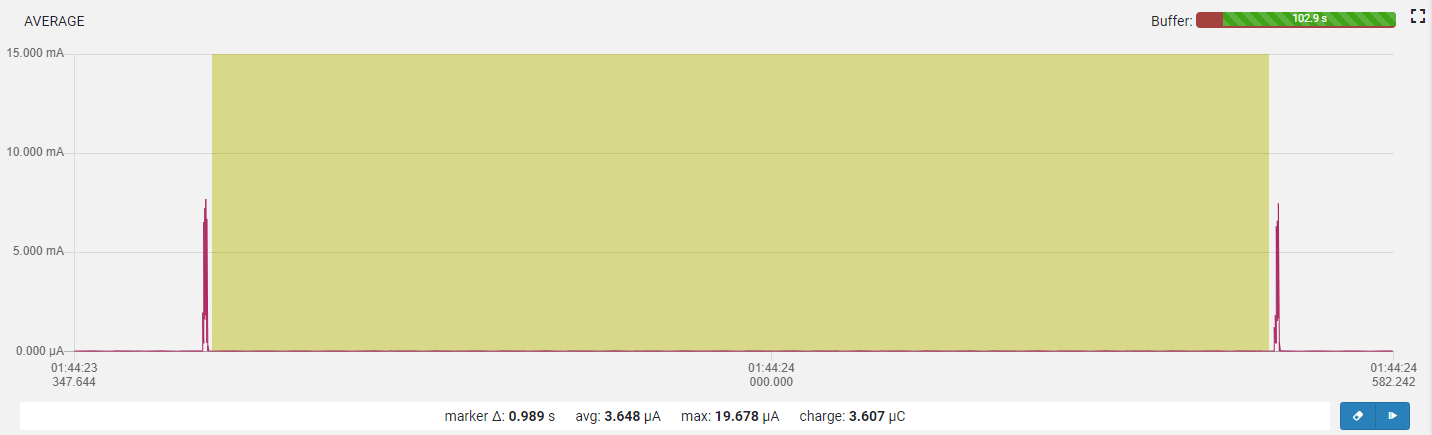 AVERAGE
Buffer: 102.9 s
15.000 mA
10.000 mA
5.000 mA
0.000 µA
01:44:23
347.644
01:44:24
000.000
01:44:24
582.242
marker Δ: 0.989 s avg: 3.648 µA max: 19.678 µA charge: 3.607 µC